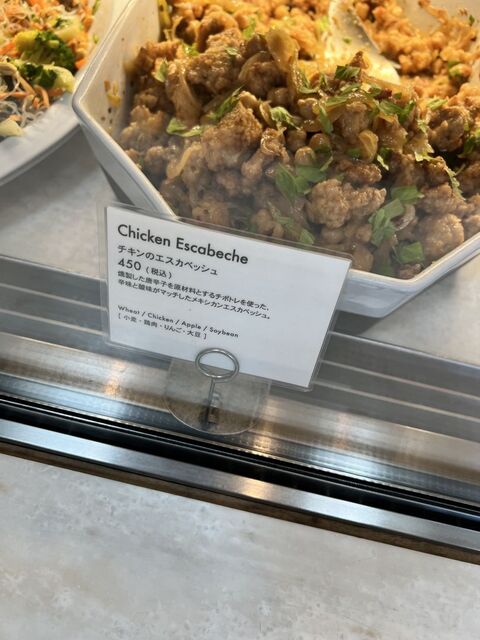 Chicken Escabeche
チキンのエスカベッシュ
450 (税込)
燻製した唐辛子を原材料とするチポトレを使った、
辛味と酸味がマッチしたメキシカンエスカベッシュ。
Wheat / Chicken / Apple / Soybean
[ 小麦・鶏肉・りんご・大豆 ]